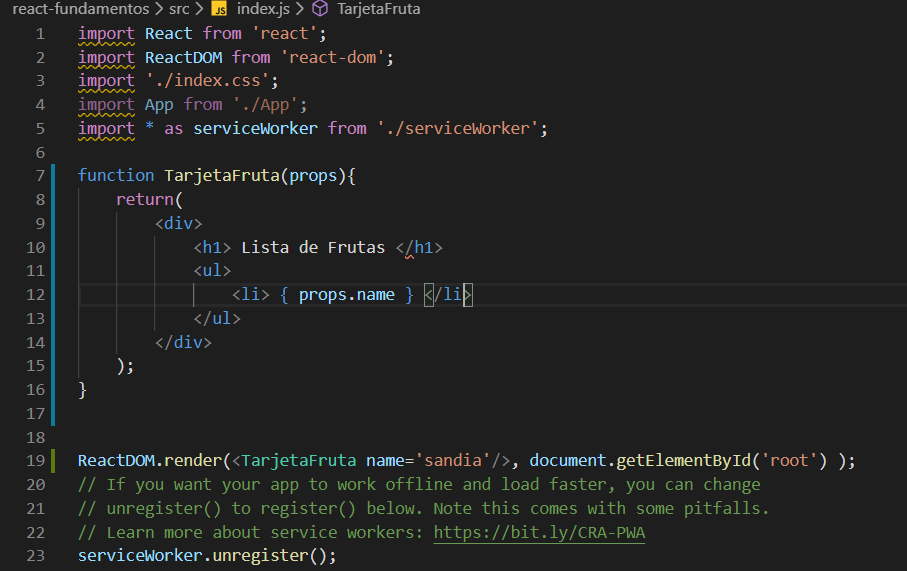 react-fundamentos > src > JS index.js > TarjetaFruta
1 import React from 'react';
2 import ReactDOM from 'react-dom';
3 import './index.css';
4 import App from './App';
5 import * as serviceWorker from './serviceWorker';
6
7 function TarjetaFruta(props){
8     return(
9         <div>
10             <h1> Lista de Frutas </h1>
11             <ul>
12                 <li> { props.name } </li>
13             </ul>
14         </div>
15     );
16 }
17
18
19 ReactDOM.render(<TarjetaFruta name='sandia'/>, document.getElementById('root') );
20 // If you want your app to work offline and load faster, you can change
21 // unregister() to register() below. Note this comes with some pitfalls.
22 // Learn more about service workers: https://bit.ly/CRA-PWA
23 serviceWorker.unregister();